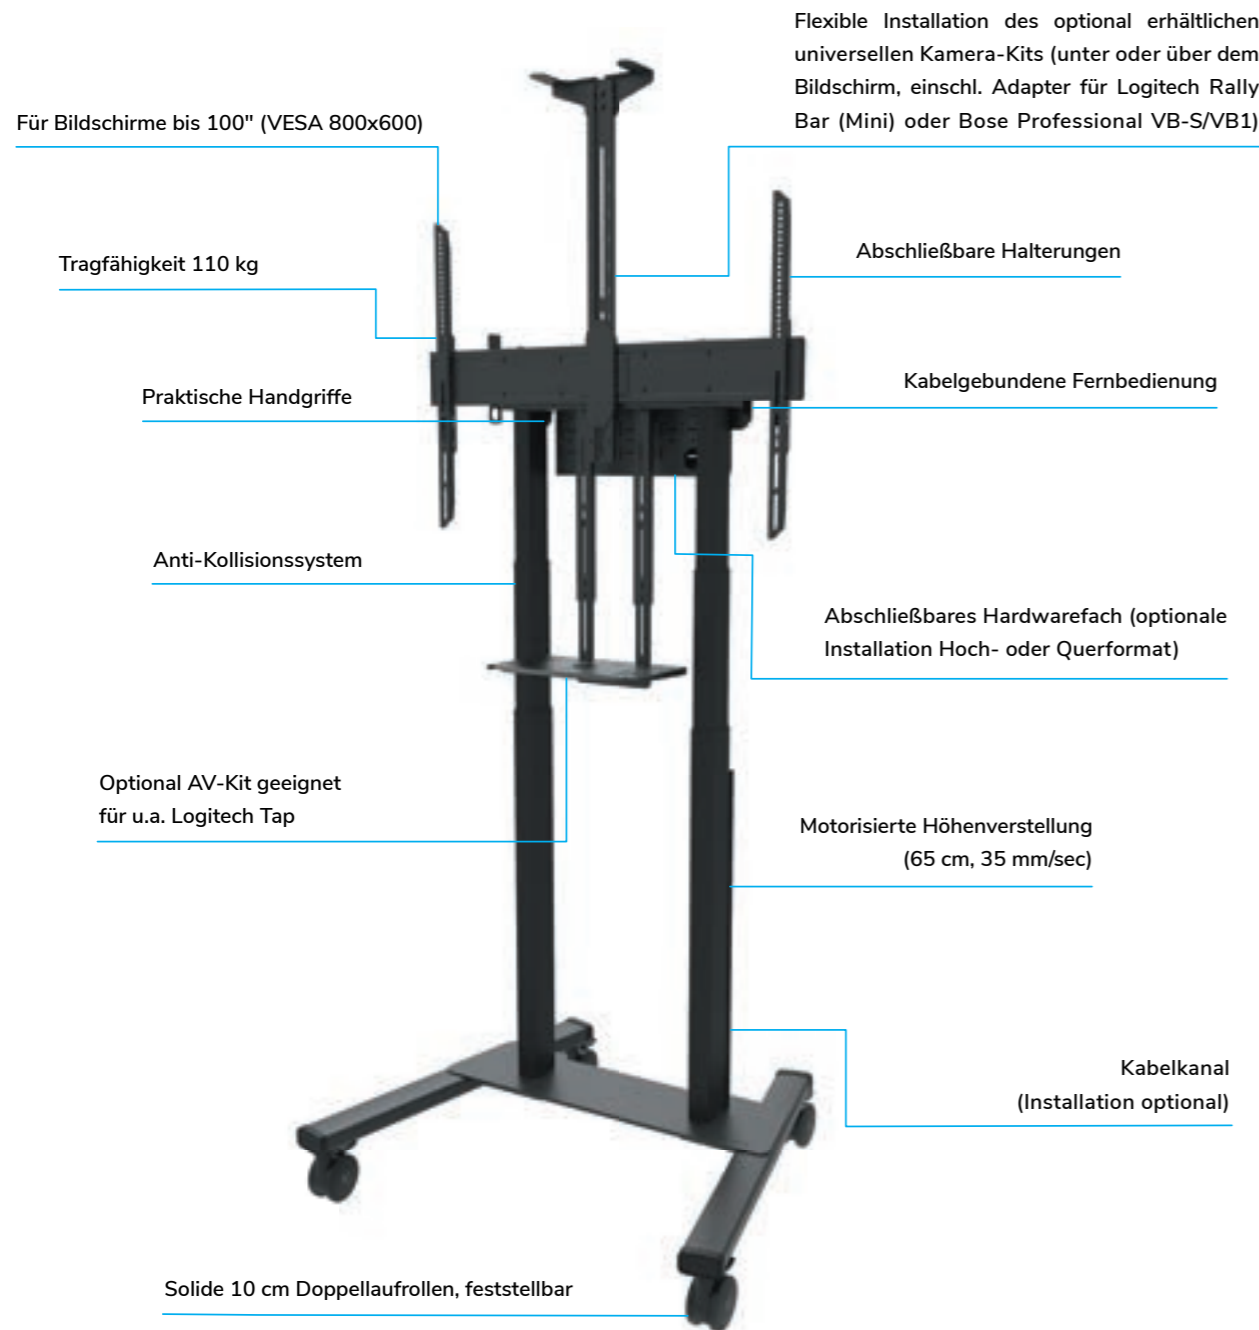 Flexible Installation des optional erhältlichen
universellen Kamera-Kits (unter oder über dem
Bildschirm, einschl. Adapter für Logitech Rally
Bar (Mini) oder Bose Professional VB-S/VB1)
Für Bildschirme bis 100" (VESA 800x600)
Tragfähigkeit 110 kg
Abschließbare Halterungen
Praktische Handgriffe
Kabelgebundene Fernbedienung
Anti-Kollisionssystem
Abschließbares Hardwarefach (optionale
Installation Hoch- oder Querformat)
Optional AV-Kit geeignet
für u.a. Logitech Tap
Motorisierte Höhenverstellung
(65 cm, 35 mm/sec)
Kabelkanal
(Installation optional)
Solide 10 cm Doppellaufrollen, feststellbar